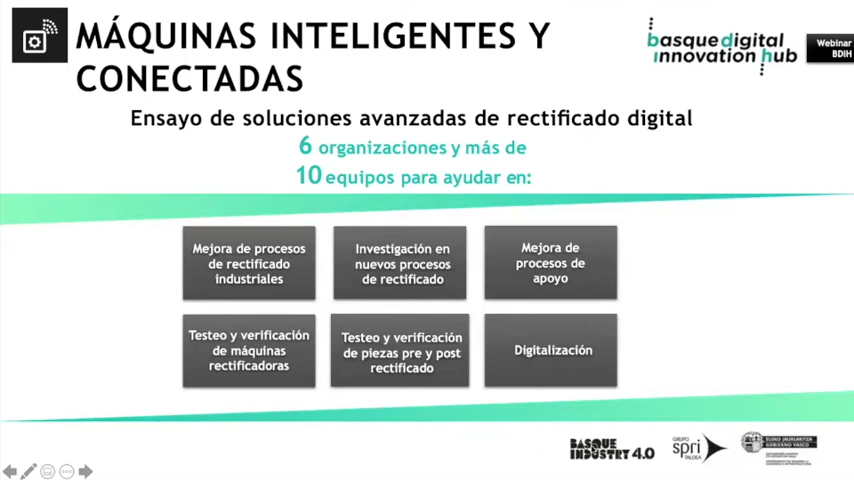 MÁQUINAS INTELIGENTES Y
CONECTADAS
basque digital
innovation hub
Webinar
BDIH
Ensayo de soluciones avanzadas de rectificado digital
6 organizaciones y más de
10 equipos para ayudar en:
Mejora de procesos
de rectificado
industriales
Investigación en
nuevos procesos
de rectificado
Mejora de
procesos de
apoyo
Testeo y verificación
de máquinas
rectificadoras
Testeo y verificación
de piezas pre y post
rectificado
Digitalización
BASQUE
INDUSTRY 4.0
GRUPO
spri
TALDEA
EUSKO JAURLARITZA
GOBIERNO VASCO